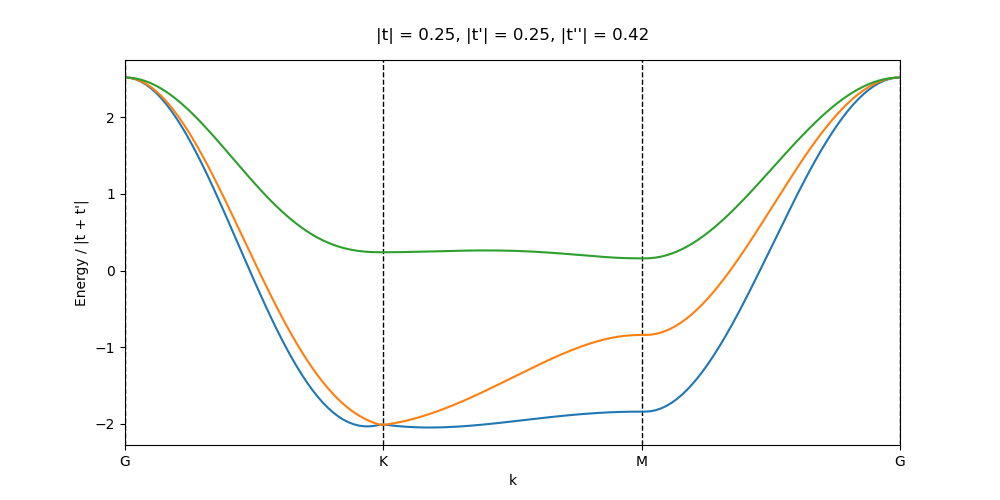 |t| = 0.25, |t'| = 0.25, |t''| = 0.42
Energy / |t + t'|
2
1
0
−1
−2
G
K
M
G
k